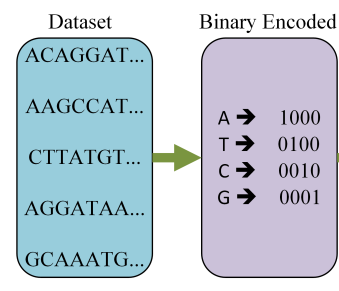 Dataset
ACAGGAT...
AAGCCAT...
CTTATGT...
AGGATAA...
GCAAATG...
Binary Encoded
A ➔ 1000
T ➔ 0100
C ➔ 0010
G ➔ 0001